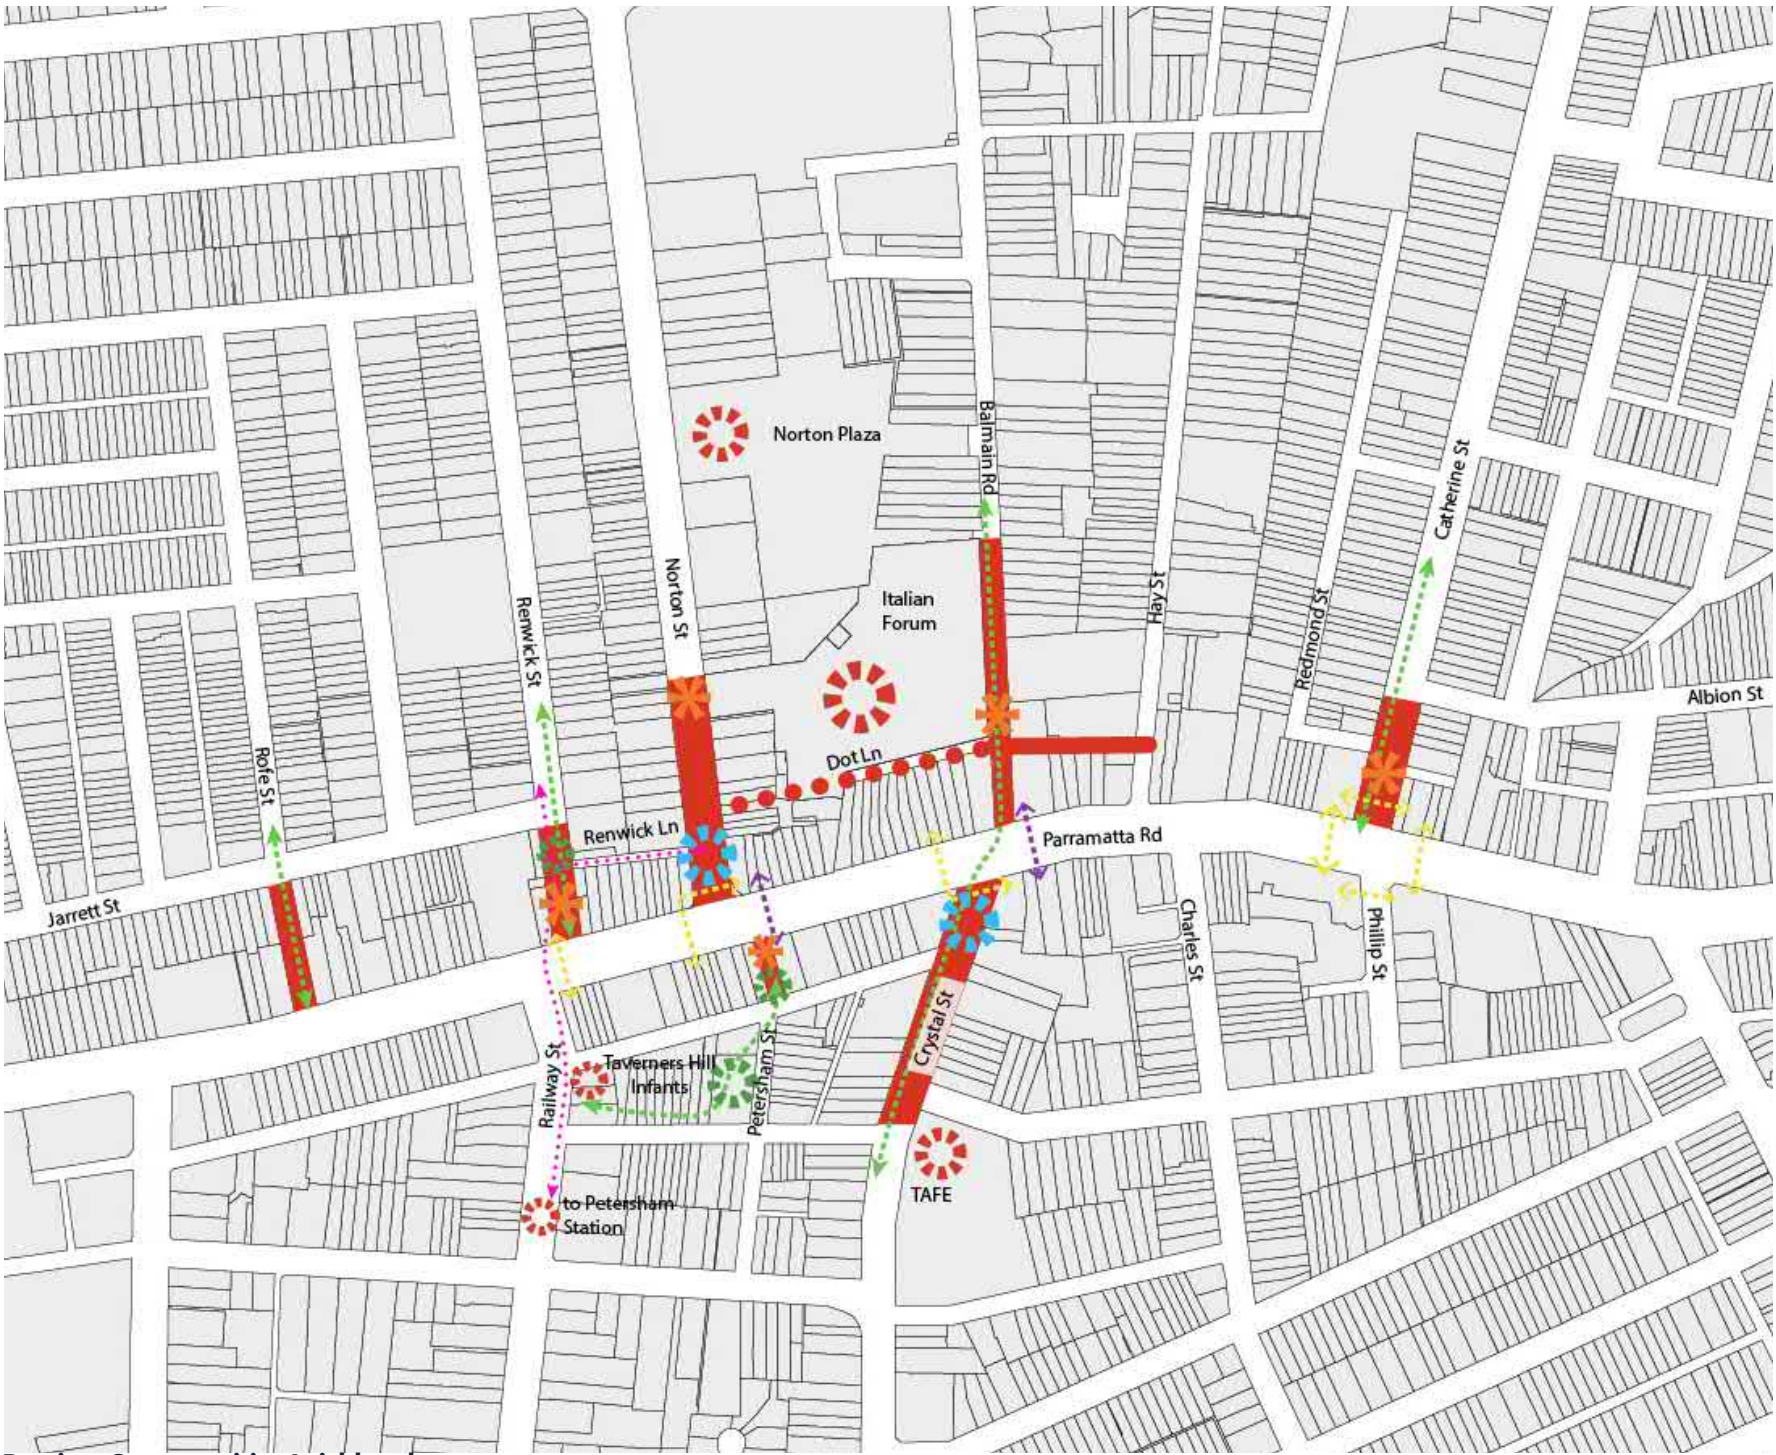 Balmain Rd
Norton Plaza
Catherine St
Norton St
Hay St
Renwick St
Italian
Forum
Redmond St
Albion St
Rofe St
Dot Ln
Renwick Ln
Parramatta Rd
Jarrett St
Charles St
Phillip St
Crystal St
Railway St
Taverners Hill
Infants
Petersham St
TAFE
to Petersham
Station